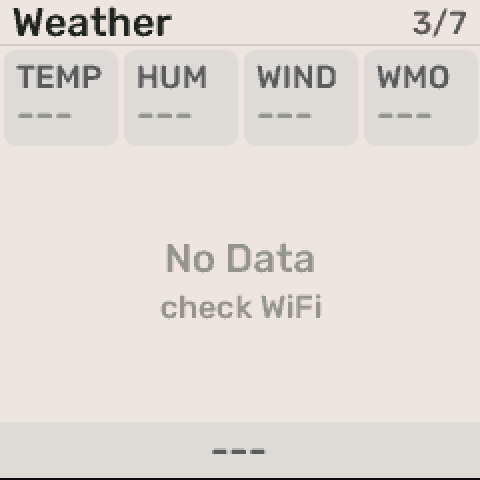 Weather 3/7
TEMP HUM WIND WMO
--- --- --- ---
No Data
check WiFi
---